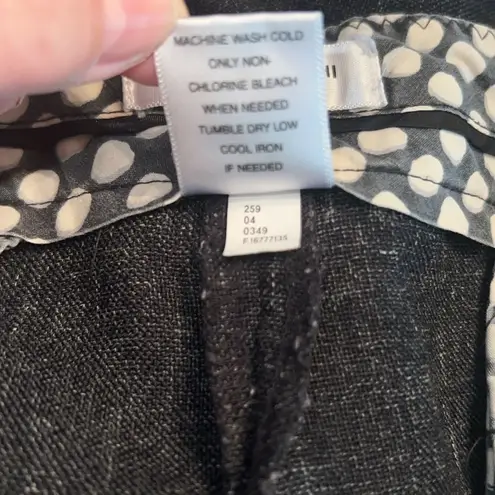 MACHINE WASH COLD
ONLY NON-
CHLORINE BLEACH
WHEN NEEDED
TUMBLE DRY LOW
COOL IRON
IF NEEDED
HI
259
04
0349